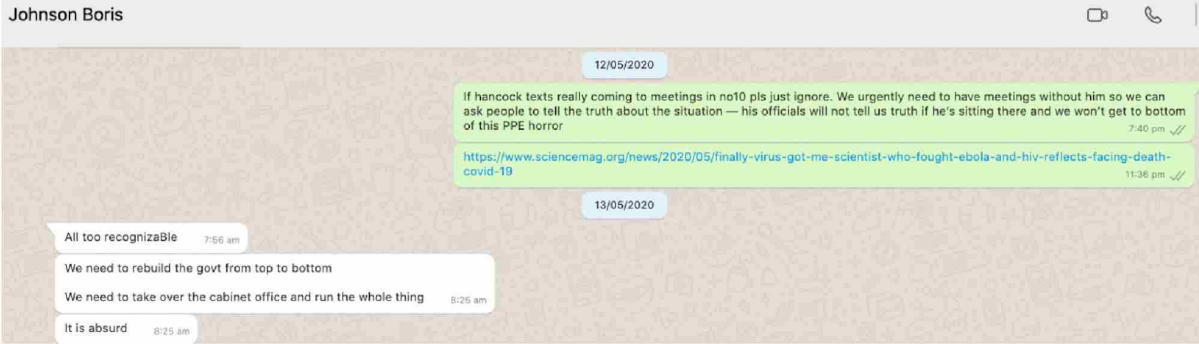 Johnson Boris
12/05/2020
If hancock texts really coming to meetings in no10 pls just ignore. We urgently need to have meetings without him so we can
ask people to tell the truth about the situation — his officials will not tell us truth if he's sitting there and we won't get to bottom
of this PPE horror
7:40 pm
https://www.sciencemag.org/news/2020/05/finally-virus-got-me-scientist-who-fought-ebola-and-hiv-reflects-facing-death-
covid-19
11:36 pm
13/05/2020
All too recognizaBle 7:56 am
We need to rebuild the govt from top to bottom
We need to take over the cabinet office and run the whole thing 8:25 am
It is absurd 8:25 am